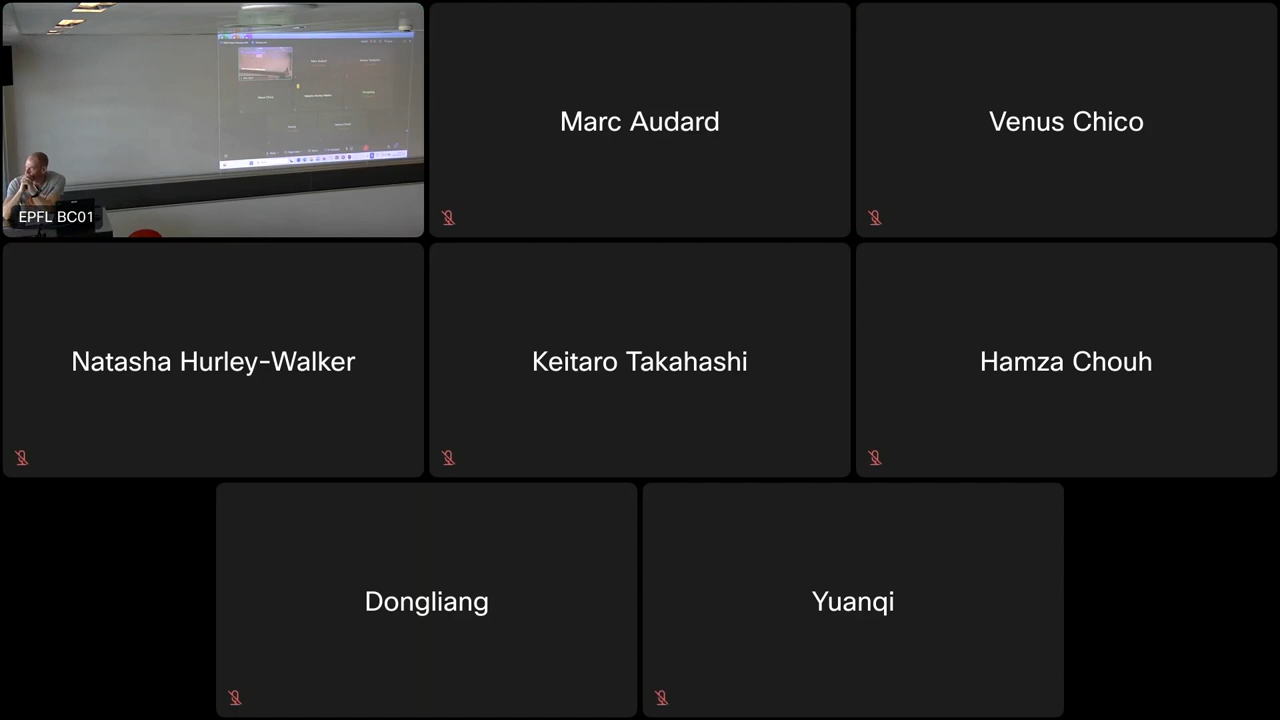 EPFL BC01
Marc Audard
Venus Chico
Natasha Hurley-Walker
Keitaro Takahashi
Hamza Chouh
Dongliang
Yuanqi